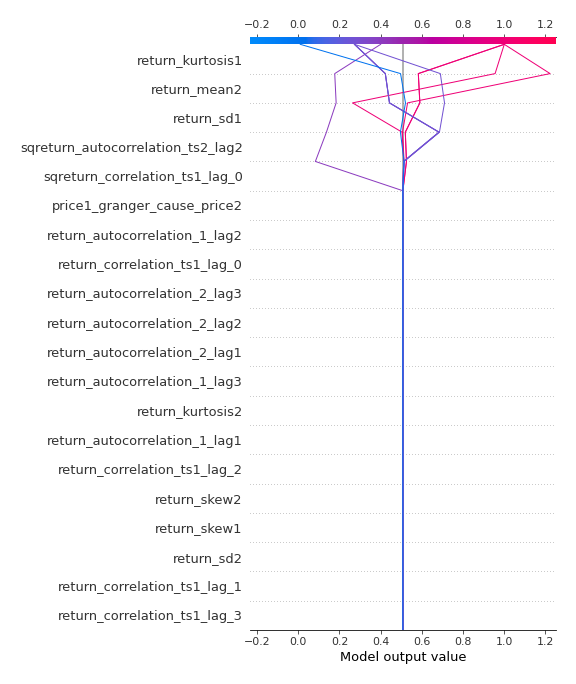 −0.2 0.0 0.2 0.4 0.6 0.8 1.0 1.2
return_kurtosis1
return_mean2
return_sd1
sqreturn_autocorrelation_ts2_lag2
sqreturn_correlation_ts1_lag_0
price1_granger_cause_price2
return_autocorrelation_1_lag2
return_correlation_ts1_lag_0
return_autocorrelation_2_lag3
return_autocorrelation_2_lag2
return_autocorrelation_2_lag1
return_autocorrelation_1_lag3
return_kurtosis2
return_autocorrelation_1_lag1
return_correlation_ts1_lag_2
return_skew2
return_skew1
return_sd2
return_correlation_ts1_lag_1
return_correlation_ts1_lag_3
−0.2 0.0 0.2 0.4 0.6 0.8 1.0 1.2
Model output value